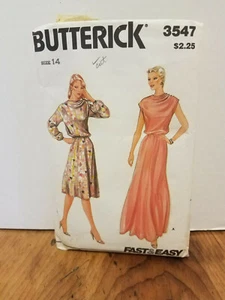 BUTTERICK 3547
SIZE 14 $2.25
FAST & EASY